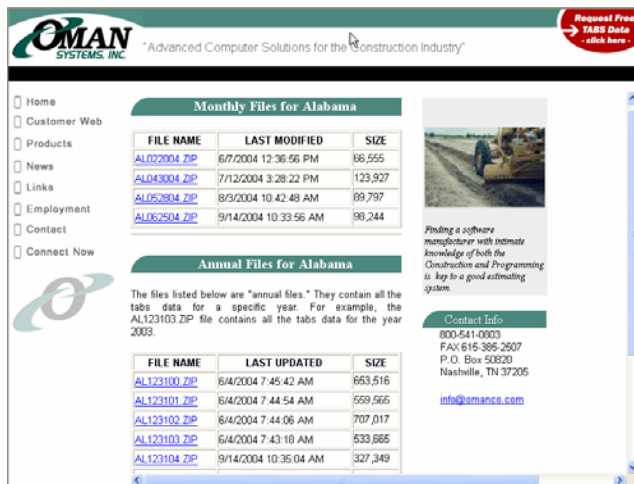 OMAN
SYSTEMS, INC.
"Advanced Computer Solutions for the Construction Industry"
Request Free
TABS Data
- click here -
Home
Customer Web
Products
News
Links
Employment
Contact
Connect Now
Monthly Files for Alabama
FILE NAME LAST MODIFIED SIZE
AL022004.ZIP 6/7/2004 12:36:56 PM 66,555
AL043004.ZIP 7/12/2004 3:28:22 PM 123,927
AL052804.ZIP 8/3/2004 10:42:48 AM 89,797
AL062504.ZIP 9/14/2004 10:33:56 AM 98,244
Annual Files for Alabama
The files listed below are "annual files." They contain all the
tabs data for a specific year. For example, the
AL123103.ZIP file contains all the tabs data for the year
2003.
FILE NAME LAST UPDATED SIZE
AL123100.ZIP 6/4/2004 7:45:42 AM 653,516
AL123101.ZIP 6/4/2004 7:44:54 AM 559,565
AL123102.ZIP 6/4/2004 7:44:06 AM 707,017
AL123103.ZIP 6/4/2004 7:43:18 AM 533,665
AL123104.ZIP 9/14/2004 10:35:04 AM 327,349
Finding a software
manufacturer with intimate
knowledge of both the
Construction and Programming
is key to a good estimating
system.
Contact Info
800-541-0803
FAX 615-385-2507
P.O. Box 50820
Nashville, TN 37205
info@omanco.com